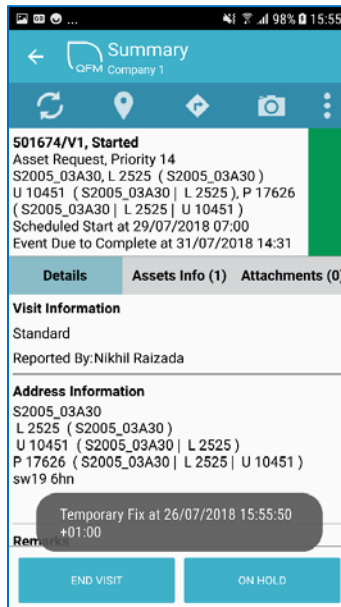 98% 15:55
Summary
QFM Company 1
501674/V1, Started
Asset Request, Priority 14
S2005_03A30, L 2525 ( S2005_03A30 )
U 10451 ( S2005_03A30 | L 2525 ), P 17626
( S2005_03A30 | L 2525 | U 10451 )
Scheduled Start at 29/07/2018 07:00
Event Due to Complete at 31/07/2018 14:31
Details Assets Info (1) Attachments (0)
Visit Information
Standard
Reported By:Nikhil Raizada
Address Information
S2005_03A30
L 2525 ( S2005_03A30 )
U 10451 ( S2005_03A30 | L 2525 )
P 17626 ( S2005_03A30 | L 2525 | U 10451 )
sw19 6hn
Temporary Fix at 26/07/2018 15:55:50
+01:00
Remarks
END VISIT ON HOLD